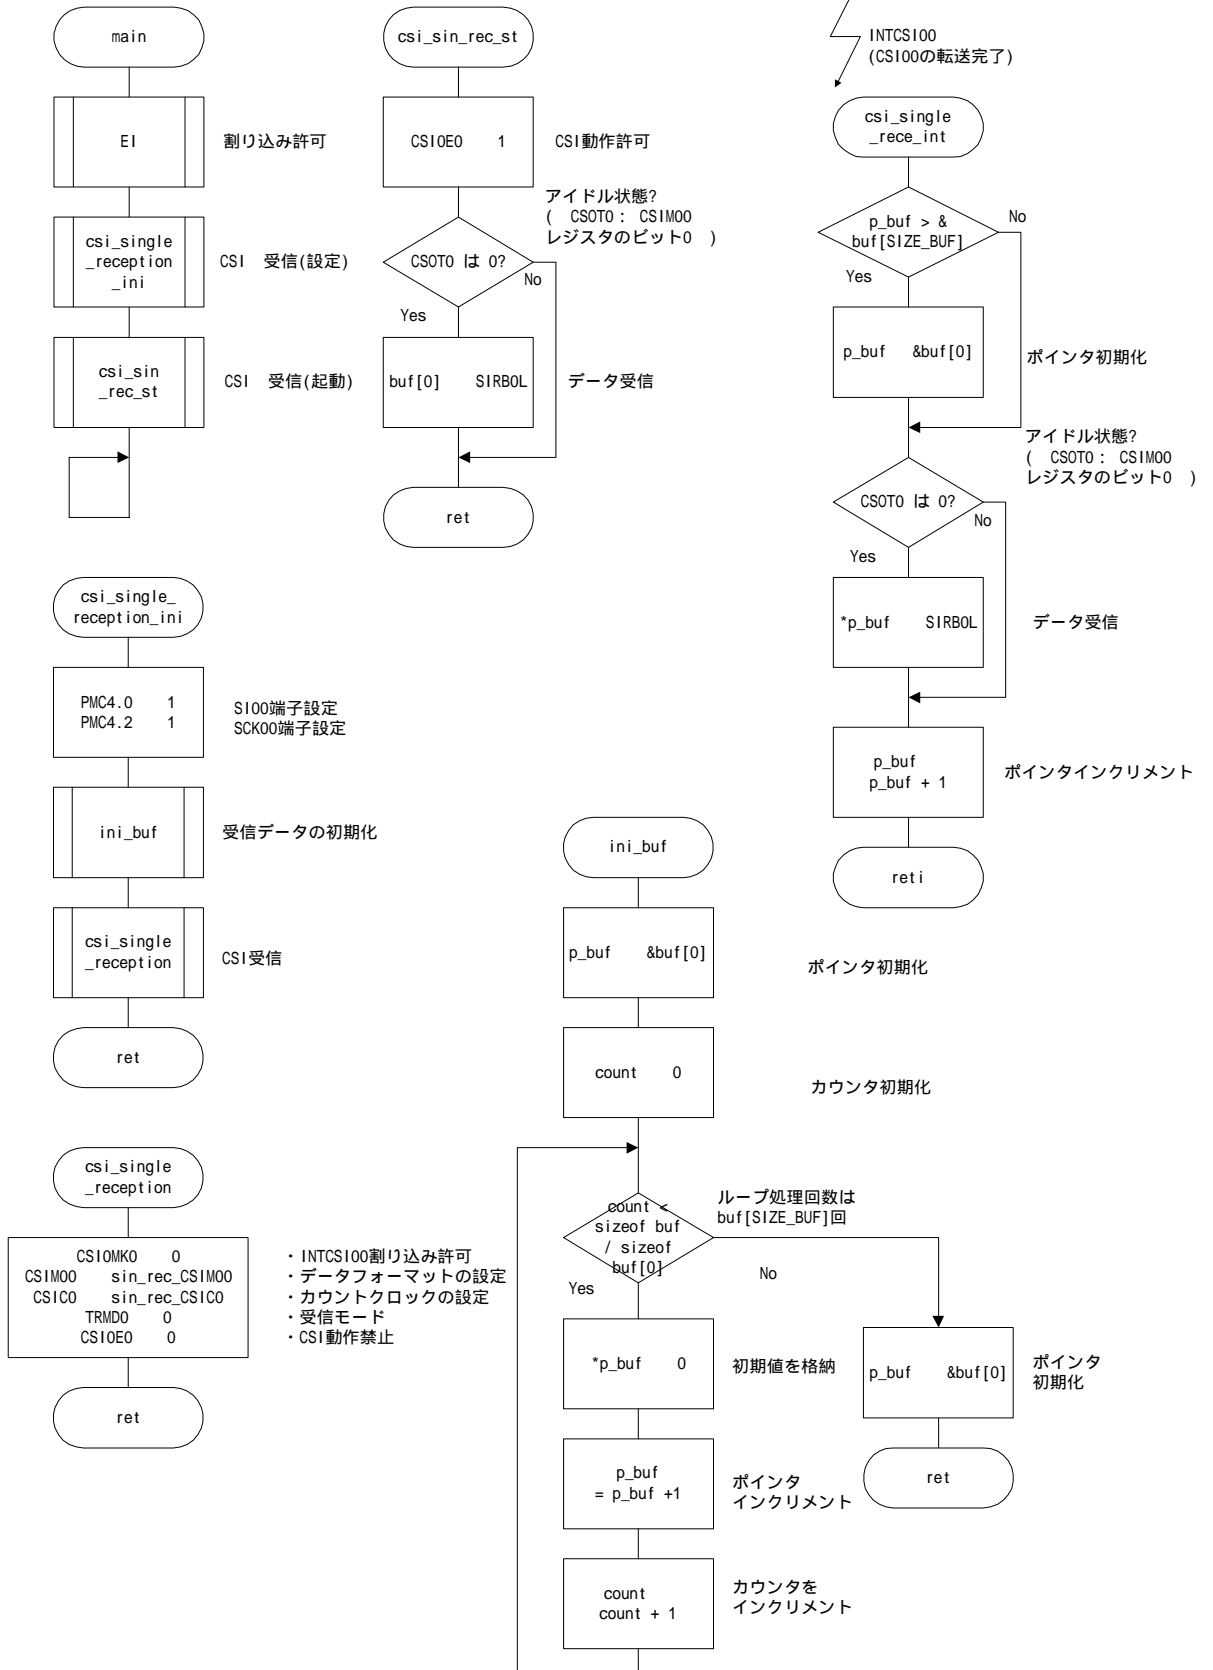 main
EI
割り込み許可
csi_single
_reception
_ini
CSI 受信(設定)
csi_sin
_rec_st
CSI 受信(起動)
csi_sin_rec_st
CSI0E0 1
CSI動作許可
アイドル状態?
( CSOT0: CSIM00
レジスタのビット0 )
CSOT0 は 0?
No
Yes
buf[0] SIRB0L
データ受信
ret
INTCSI00
(CSI00の転送完了)
csi_single
_rece_int
p_buf > &
buf[SIZE_BUF]
No
Yes
p_buf &buf[0]
ポインタ初期化
アイドル状態?
( CSOT0: CSIM00
レジスタのビット0 )
CSOT0 は 0?
No
Yes
*p_buf SIRB0L
データ受信
p_buf
p_buf + 1
ポインタインクリメント
reti
csi_single_
reception_ini
PMC4.0 1
PMC4.2 1
SI00端子設定
SCK00端子設定
ini_buf
受信データの初期化
csi_single
_reception
CSI受信
ret
csi_single
_reception
CSI0MK0 0
CSIM00 sin_rec_CSIM00
CSIC0 sin_rec_CSIC0
TRMD0 0
CSI0E0 0
・INTCSI00割り込み許可
・データフォーマットの設定
・カウントクロックの設定
・受信モード
・CSI動作禁止
ret
ini_buf
p_buf &buf[0]
ポインタ初期化
count 0
カウンタ初期化
count <
sizeof buf
/ sizeof
buf[0]
ループ処理回数は
buf[SIZE_BUF]回
No
Yes
*p_buf 0
初期値を格納
p_buf
= p_buf +1
ポインタ
インクリメント
count
count + 1
カウンタを
インクリメント
p_buf &buf[0]
ポインタ
初期化
ret